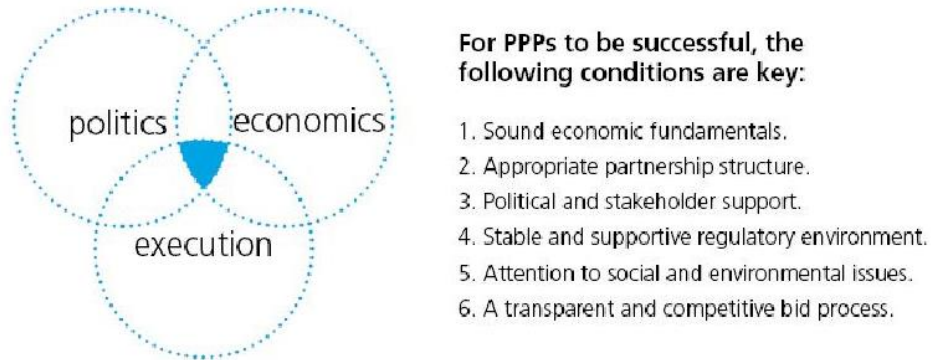 politics
economics
execution
For PPPs to be successful, the
following conditions are key:
1. Sound economic fundamentals.
2. Appropriate partnership structure.
3. Political and stakeholder support.
4. Stable and supportive regulatory environment.
5. Attention to social and environmental issues.
6. A transparent and competitive bid process.